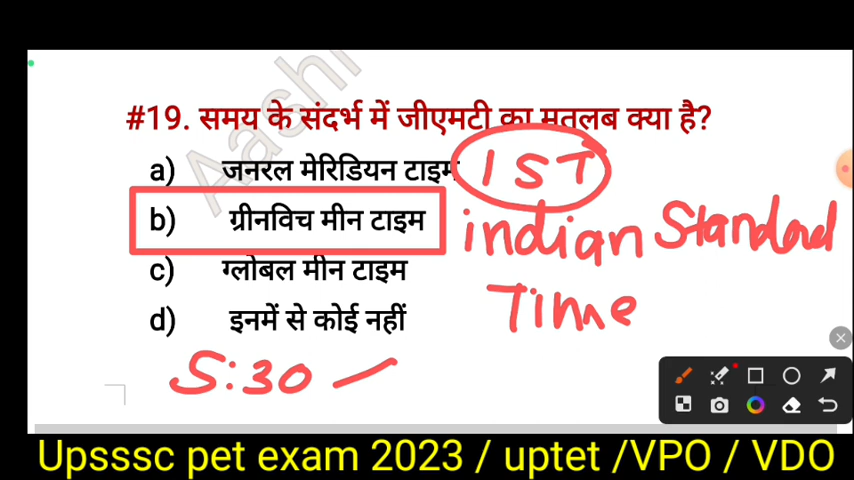 Aashi
#19. समय के संदर्भ में जीएमटी का मतलब क्या है?
a) जनरल मेरिडियन टाइम
IST
b) ग्रीनविच मीन टाइम
indian Standard
c) ग्लोबल मीन टाइम
Time
d) इनमें से कोई नहीं
5:30
Upsssc pet exam 2023 / uptet /VPO / VDO